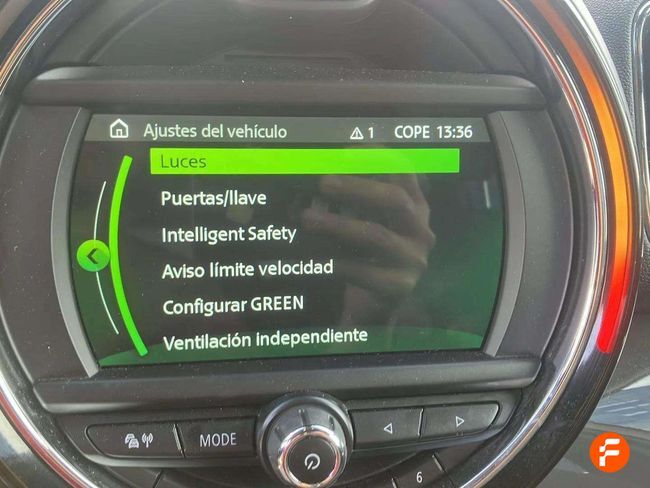 Ajustes del vehículo 1 COPE 13:36
Luces
Puertas/llave
Intelligent Safety
Aviso límite velocidad
Configurar GREEN
Ventilación independiente
MODE
6
F